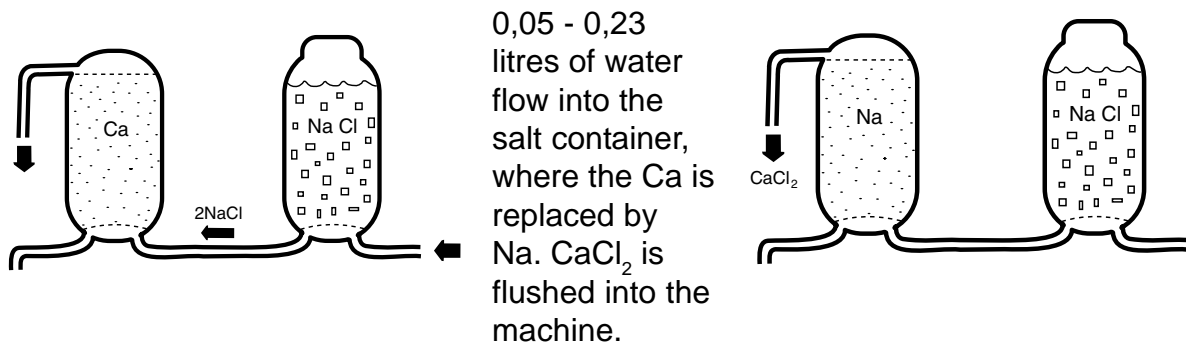 Ca
Na Cl
2NaCl
0,05 - 0,23
litres of water
flow into the
salt container,
where the Ca is
replaced by
Na. CaCl₂ is
flushed into the
machine.
Na
Na Cl
CaCl₂